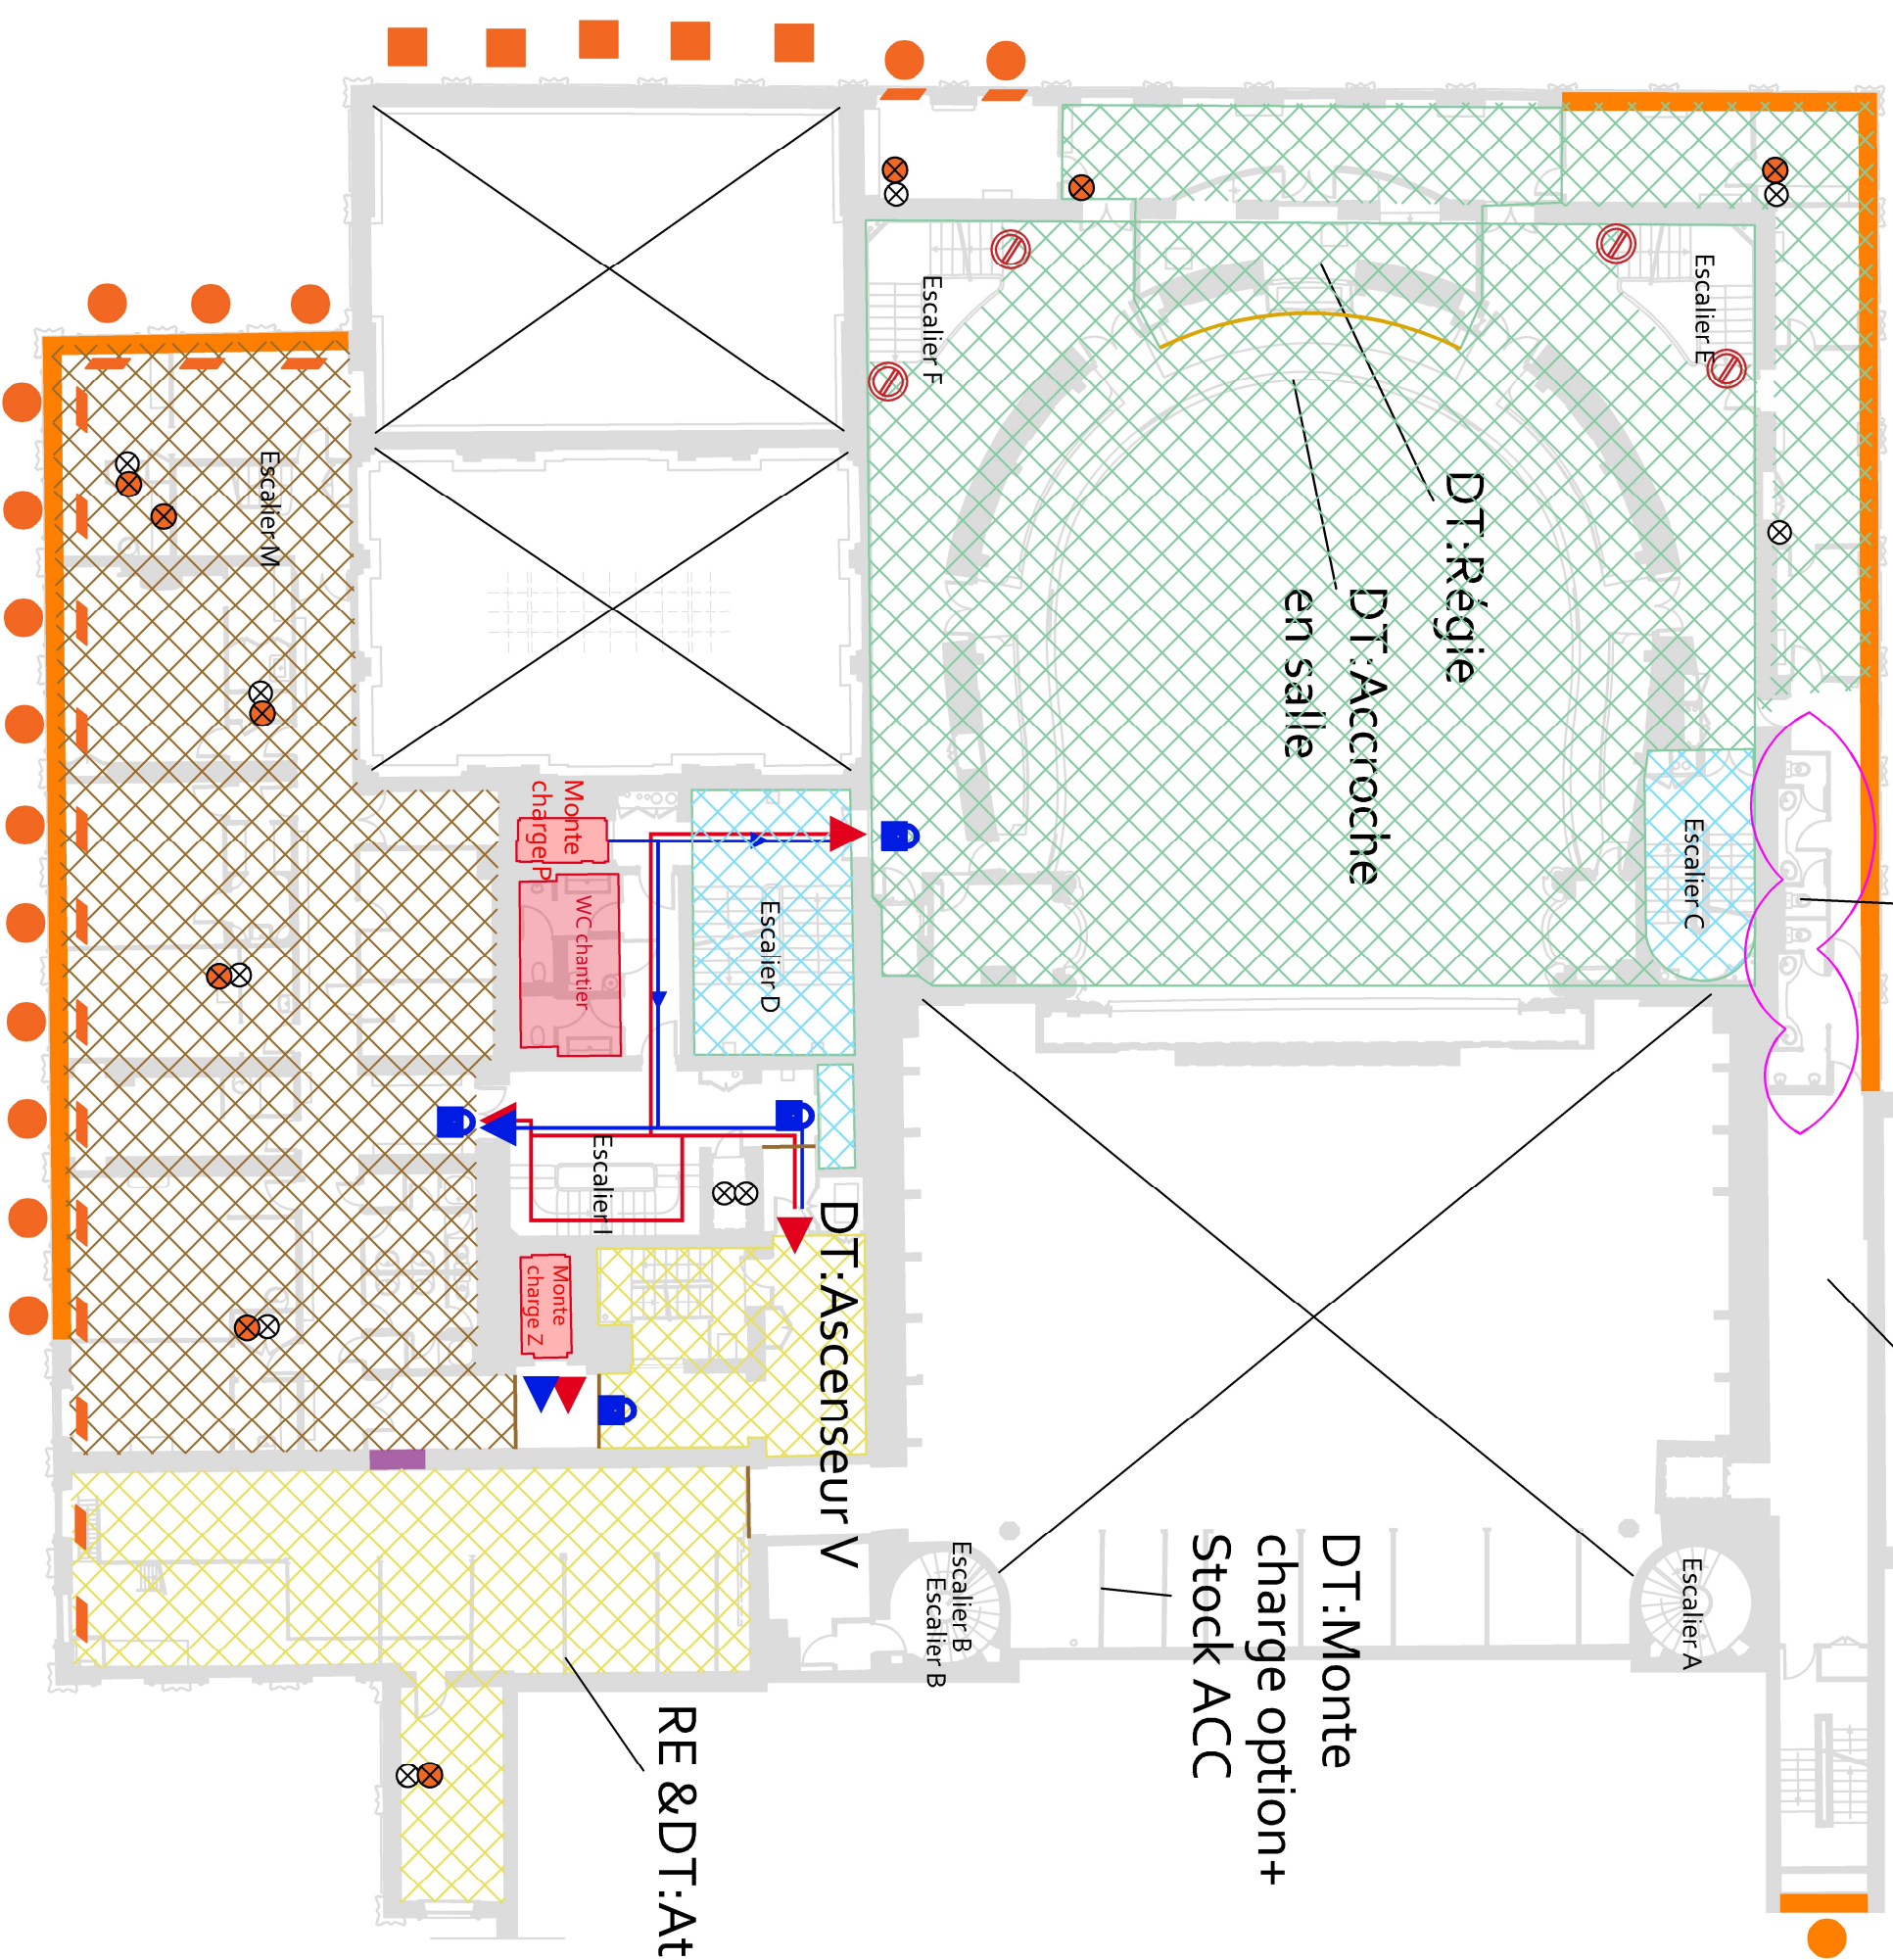 Escalier F
Escalier E
Escalier M
DT:Régie
DT:Accroche
en salle
Monte
charge P
WC chantier
Escalier D
Escalier C
Escalier I
Monte
charge Z
DT:Ascenseur V
Escalier B
Escalier B
DT:Monte
charge option+
Stock ACC
Escalier A
RE &DT:At